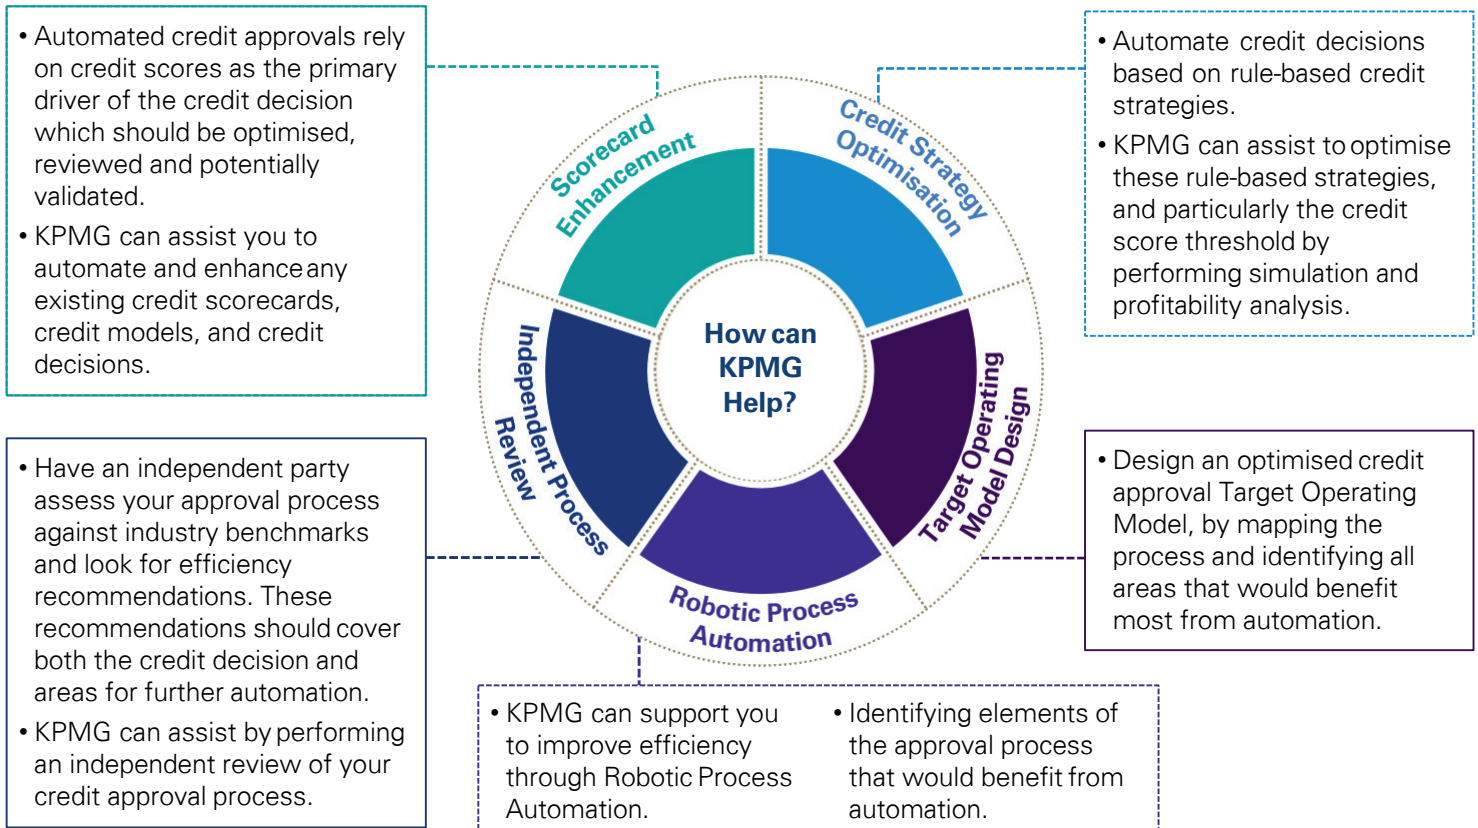 • Automated credit approvals rely
on credit scores as the primary
driver of the credit decision
which should be optimised,
reviewed and potentially
validated.
• KPMG can assist you to
automate and enhance any
existing credit scorecards,
credit models, and credit
decisions.
Scorecard
Enhancement
Credit Strategy
Optimisation
• Automate credit decisions
based on rule-based credit
strategies.
• KPMG can assist to optimise
these rule-based strategies,
and particularly the credit
score threshold by
performing simulation and
profitability analysis.
How can
KPMG
Help?
Independent Process
Review
Target Operating
Model Design
Robotic Process
Automation
• Have an independent party
assess your approval process
against industry benchmarks
and look for efficiency
recommendations. These
recommendations should cover
both the credit decision and
areas for further automation.
• KPMG can assist by performing
an independent review of your
credit approval process.
• Design an optimised credit
approval Target Operating
Model, by mapping the
process and identifying all
areas that would benefit
most from automation.
• KPMG can support you
to improve efficiency
through Robotic Process
Automation.
• Identifying elements of
the approval process
that would benefit from
automation.